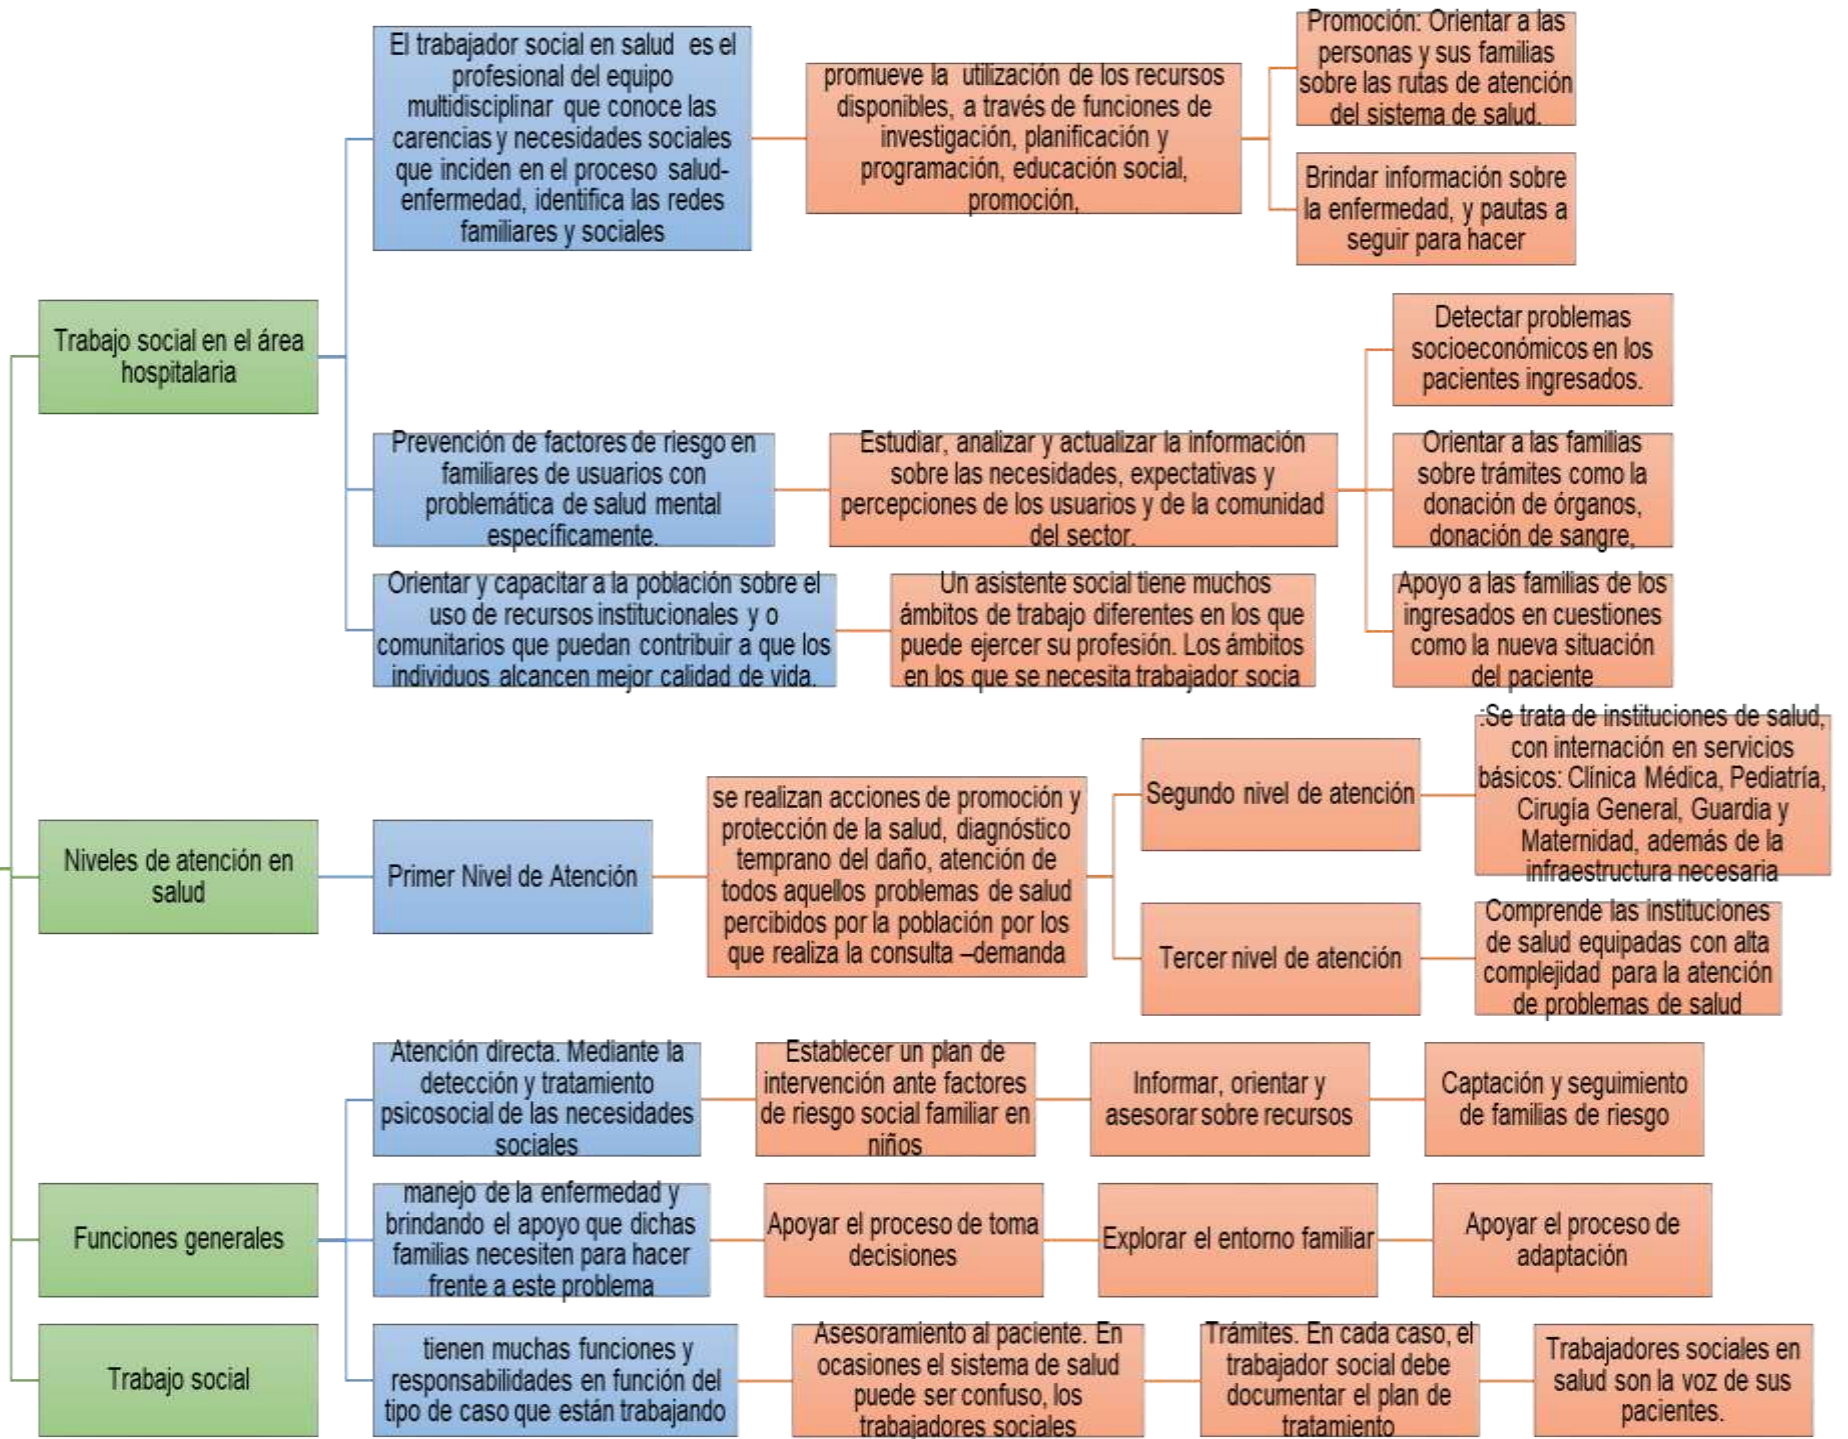 Trabajo social en el área
hospitalaria
El trabajador social en salud es el
profesional del equipo
multidisciplinar que conoce las
carencias y necesidades sociales
que inciden en el proceso salud-
enfermedad, identifica las redes
familiares y sociales
promueve la utilización de los recursos
disponibles, a través de funciones de
investigación, planificación y
programación, educación social,
promoción,
Promoción: Orientar a las
personas y sus familias
sobre las rutas de atención
del sistema de salud.
Brindar información sobre
la enfermedad, y pautas a
seguir para hacer
Prevención de factores de riesgo en
familiares de usuarios con
problemática de salud mental
específicamente.
Estudiar, analizar y actualizar la información
sobre las necesidades, expectativas y
percepciones de los usuarios y de la comunidad
del sector.
Detectar problemas
socioeconómicos en los
pacientes ingresados.
Orientar a las familias
sobre trámites como la
donación de órganos,
donación de sangre,
Apoyo a las familias de los
ingresados en cuestiones
como la nueva situación
del paciente
Orientar y capacitar a la población sobre el
uso de recursos institucionales y o
comunitarios que puedan contribuir a que los
individuos alcancen mejor calidad de vida.
Un asistente social tiene muchos
ámbitos de trabajo diferentes en los que
puede ejercer su profesión. Los ámbitos
en los que se necesita trabajador socia
Niveles de atención en
salud
Primer Nivel de Atención
se realizan acciones de promoción y
protección de la salud, diagnóstico
temprano del daño, atención de
todos aquellos problemas de salud
percibidos por la población por los
que realiza la consulta –demanda
Segundo nivel de atención
:Se trata de instituciones de salud,
con internación en servicios
básicos: Clínica Médica, Pediatría,
Cirugía General, Guardia y
Maternidad, además de la
infraestructura necesaria
Tercer nivel de atención
Comprende las instituciones
de salud equipadas con alta
complejidad para la atención
de problemas de salud
Funciones generales
Atención directa. Mediante la
detección y tratamiento
psicosocial de las necesidades
sociales
Establecer un plan de
intervención ante factores
de riesgo social familiar en
niños
Informar, orientar y
asesorar sobre recursos
Captación y seguimiento
de familias de riesgo
manejo de la enfermedad y
brindando el apoyo que dichas
familias necesiten para hacer
frente a este problema
Apoyar el proceso de toma
decisiones
Explorar el entorno familiar
Apoyar el proceso de
adaptación
tienen muchas funciones y
responsabilidades en función del
tipo de caso que están trabajando
Asesoramiento al paciente. En
ocasiones el sistema de salud
puede ser confuso, los
trabajadores sociales
Trámites. En cada caso, el
trabajador social debe
documentar el plan de
tratamiento
Trabajadores sociales en
salud son la voz de sus
pacientes.
Trabajo social